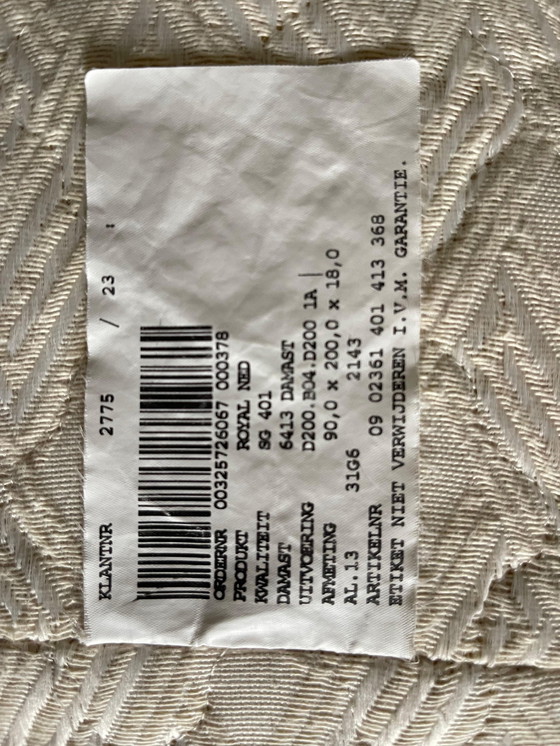 KLANTNR 2775 / 23 :
ORDERNR 00325726067 000378
PRODUKT ROYAL NED
KWALITEIT SG 401
DAMAST 6413 DAMAST
UITVOERING D200.B04.D200 1A |
AFMETING 90,0 x 200,0 x 18,0
AL.13 31G6 2143
ARTIKELNR 09 02361 401 413 368
ETIKET NIET VERWIJDEREN I.V.M. GARANTIE.